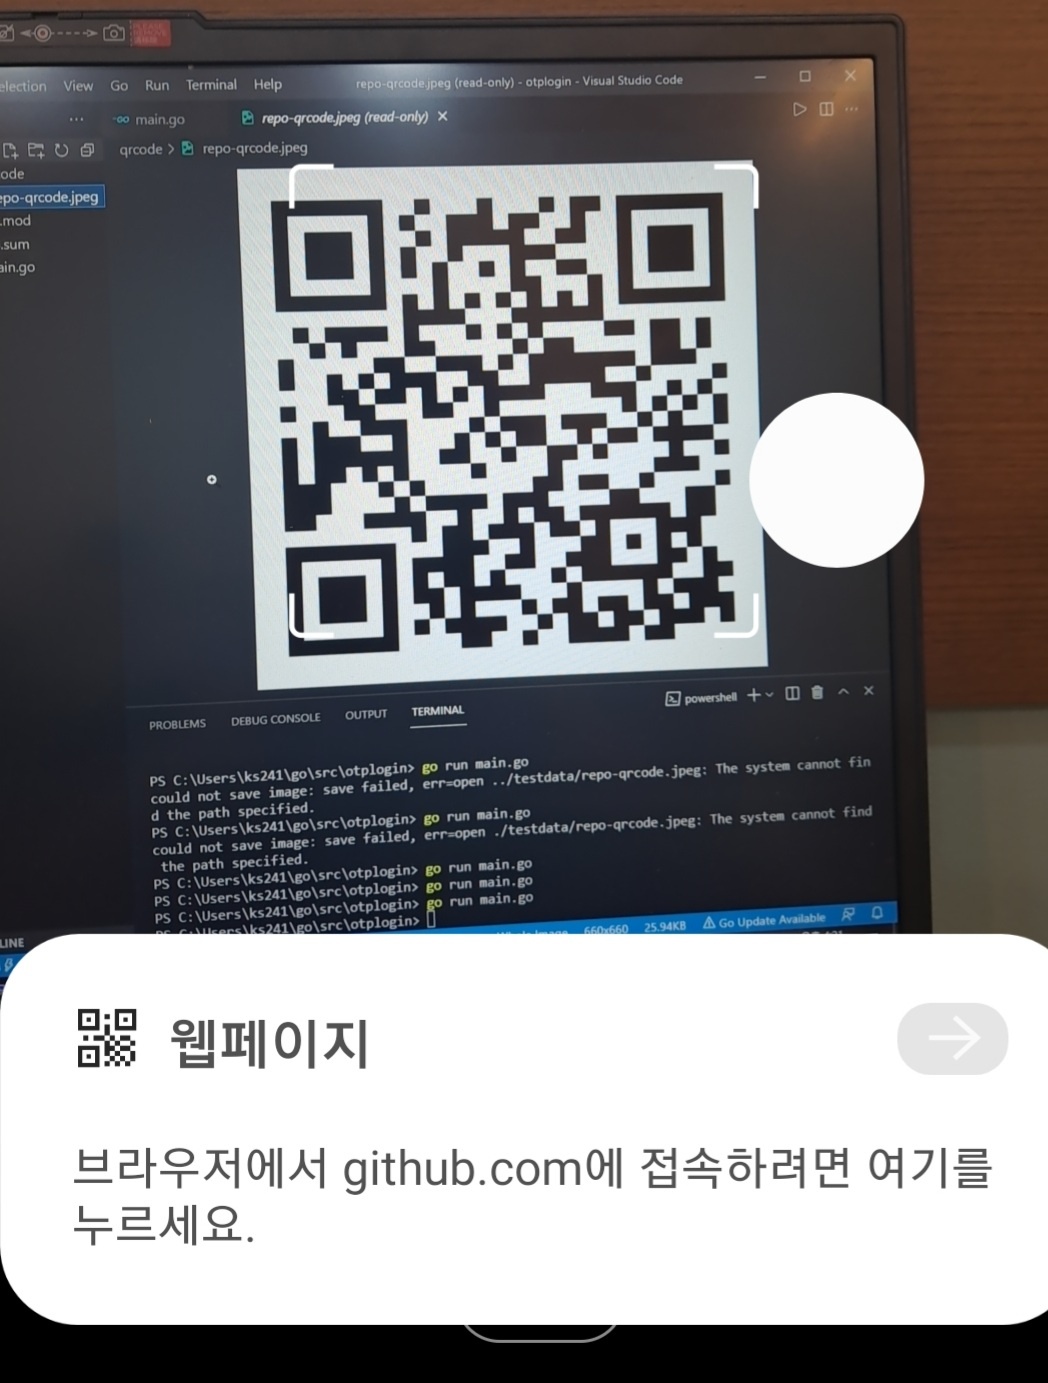 PLEASE
election View Go Run Terminal Help repo-qrcode.jpeg (read-only) - otplogin - Visual Studio Code
main.go repo-qrcode.jpeg (read-only)
qrcode > repo-qrcode.jpeg
ode
epo-qrcode.jpeg
.mod
.sum
ain.go
PROBLEMS DEBUG CONSOLE OUTPUT TERMINAL powershell
PS C:\Users\ks241\go\src\otplogin> go run main.go
could not save image: save failed, err=open ../testdata/repo-qrcode.jpeg: The system cannot fin
d the path specified.
PS C:\Users\ks241\go\src\otplogin> go run main.go
could not save image: save failed, err=open ./testdata/repo-qrcode.jpeg: The system cannot find
the path specified.
PS C:\Users\ks241\go\src\otplogin> go run main.go
PS C:\Users\ks241\go\src\otplogin> go run main.go
PS C:\Users\ks241\go\src\otplogin> go run main.go
PS C:\Users\ks241\go\src\otplogin>
LINE
Whole Image 660x660 25.94KB Go Update Available
웹페이지
브라우저에서 github.com에 접속하려면 여기를
누르세요.